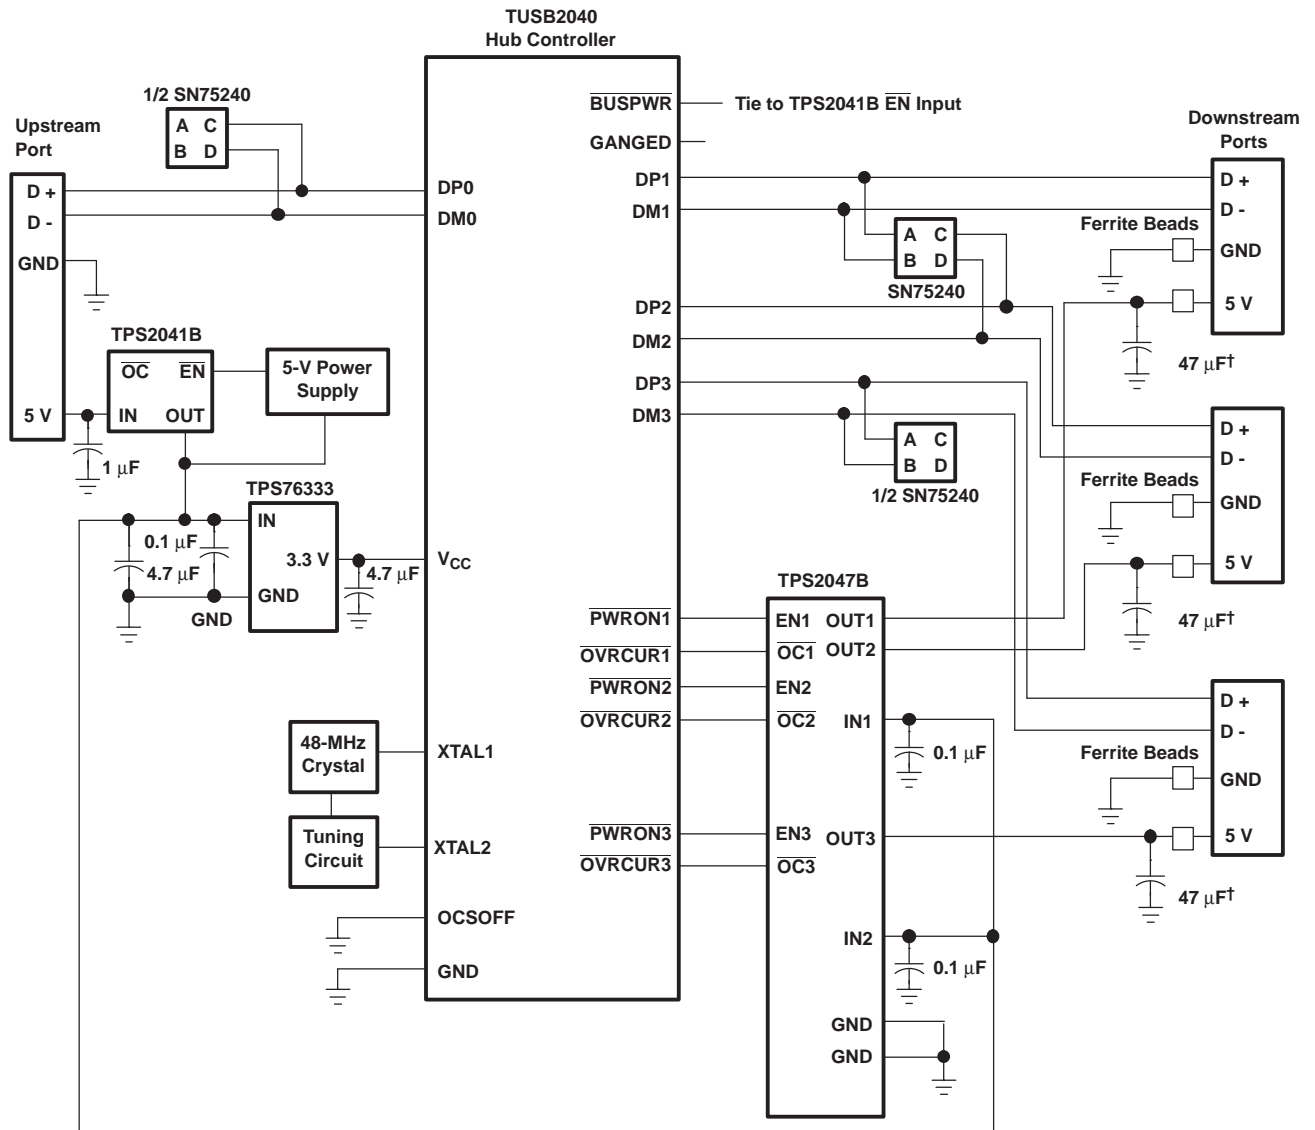 TUSB2040
Hub Controller
1/2 SN75240
A C
B D
Upstream
Port
D +
D -
GND
5 V
DP0
DM0
BUSPWR
Tie to TPS2041B EN Input
GANGED
DP1
DM1
DP2
DM2
DP3
DM3
A C
B D
SN75240
A C
B D
1/2 SN75240
Downstream
Ports
D +
D -
Ferrite Beads
GND
5 V
47 µF†
D +
D -
Ferrite Beads
GND
5 V
47 µF†
D +
D -
Ferrite Beads
GND
5 V
47 µF†
TPS2041B
OC EN
IN OUT
5-V Power
Supply
1 µF
TPS76333
IN
3.3 V
GND
0.1 µF
4.7 µF
GND
4.7 µF
VCC
48-MHz
Crystal
XTAL1
Tuning
Circuit
XTAL2
OCSOFF
GND
PWRON1
OVRCUR1
PWRON2
OVRCUR2
PWRON3
OVRCUR3
TPS2047B
EN1 OUT1
OC1 OUT2
EN2
OC2 IN1
0.1 µF
EN3 OUT3
OC3
IN2
0.1 µF
GND
GND